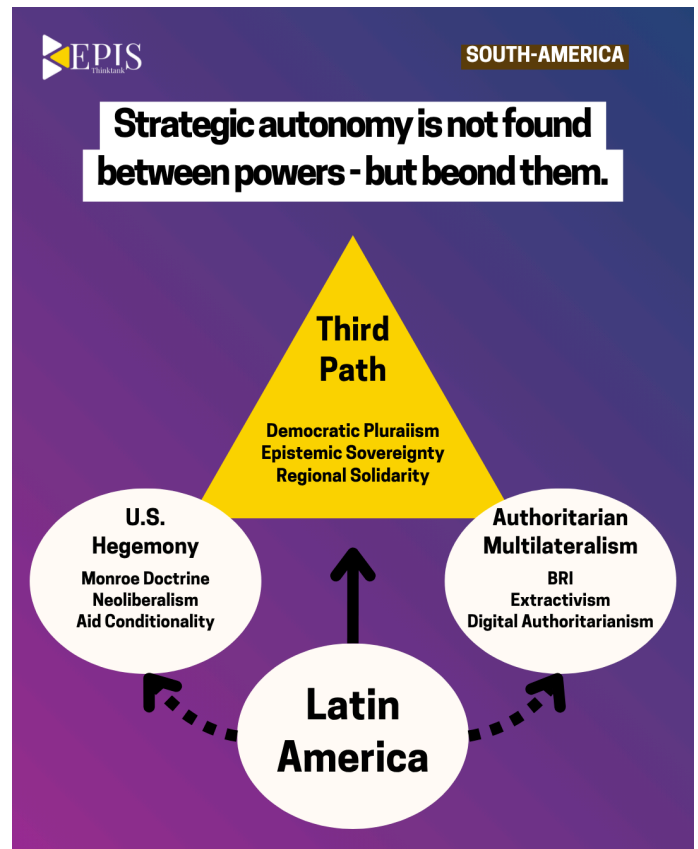 EPIS
Thinktank
SOUTH-AMERICA
Strategic autonomy is not found
between powers - but beond them.
Third
Path
Democratic Pluraiism
Epistemic Sovereignty
Regional Solidarity
U.S.
Hegemony
Monroe Doctrine
Neoliberalism
Aid Conditionality
Authoritarian
Multilateralism
BRI
Extractivism
Digital Authoritarianism
Latin
America